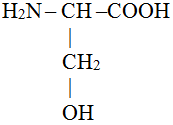 H₂N – CH – COOH
CH₂
OH